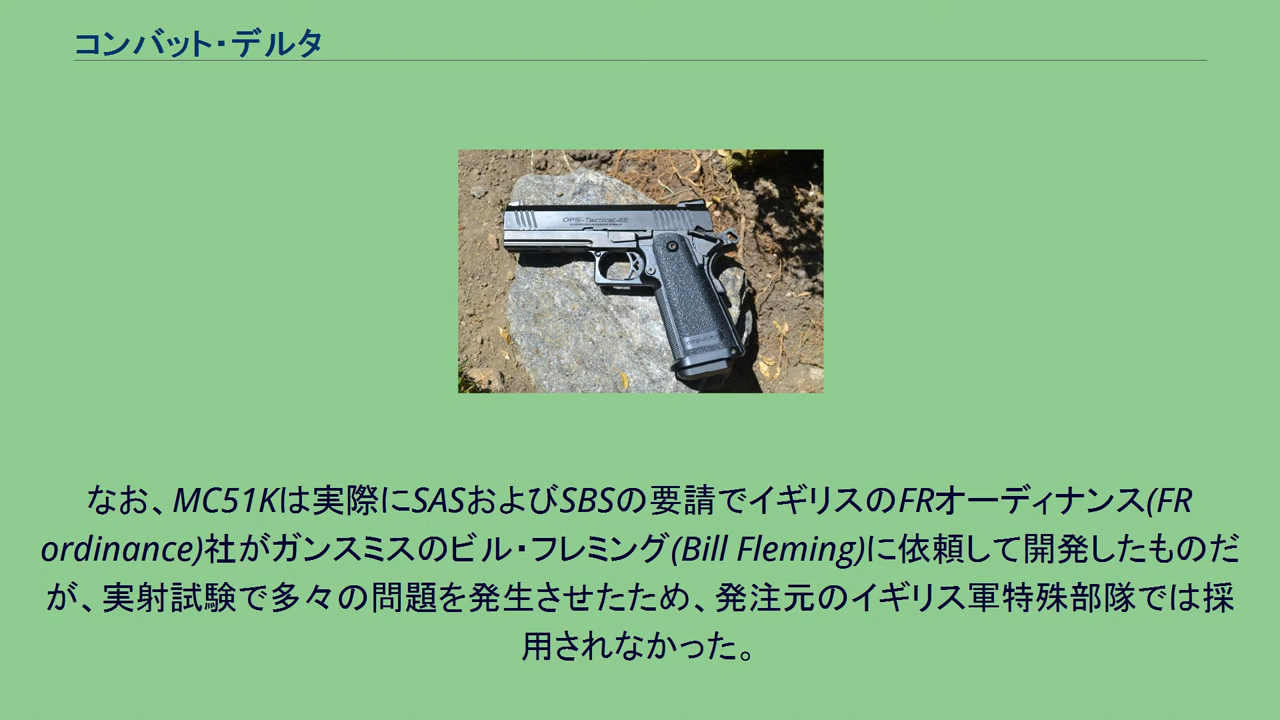 コンバット・デルタ
OPS-Tactical.45
なお、MC51Kは実際にSASおよびSBSの要請でイギリスのFRオーディナンス(FR
ordinance)社がガンスミスのビル・フレミング(Bill Fleming)に依頼して開発したものだ
が、実射試験で多々の問題を発生させたため、発注元のイギリス軍特殊部隊では採
用されなかった。